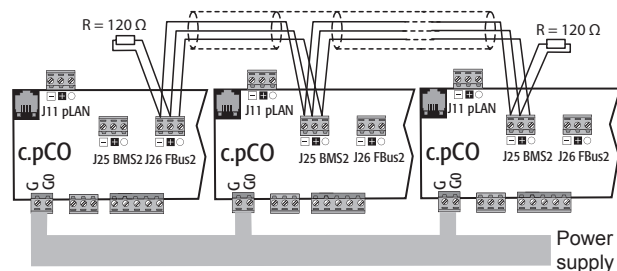 R = 120 Ω
R = 120 Ω
J11 pLAN
J11 pLAN
J11 pLAN
J25 BMS2
J26 FBus2
J25 BMS2
J26 FBus2
J25 BMS2
J26 FBus2
c.pCO
c.pCO
c.pCO
G
G0
G
G0
G
G0
Power
supply